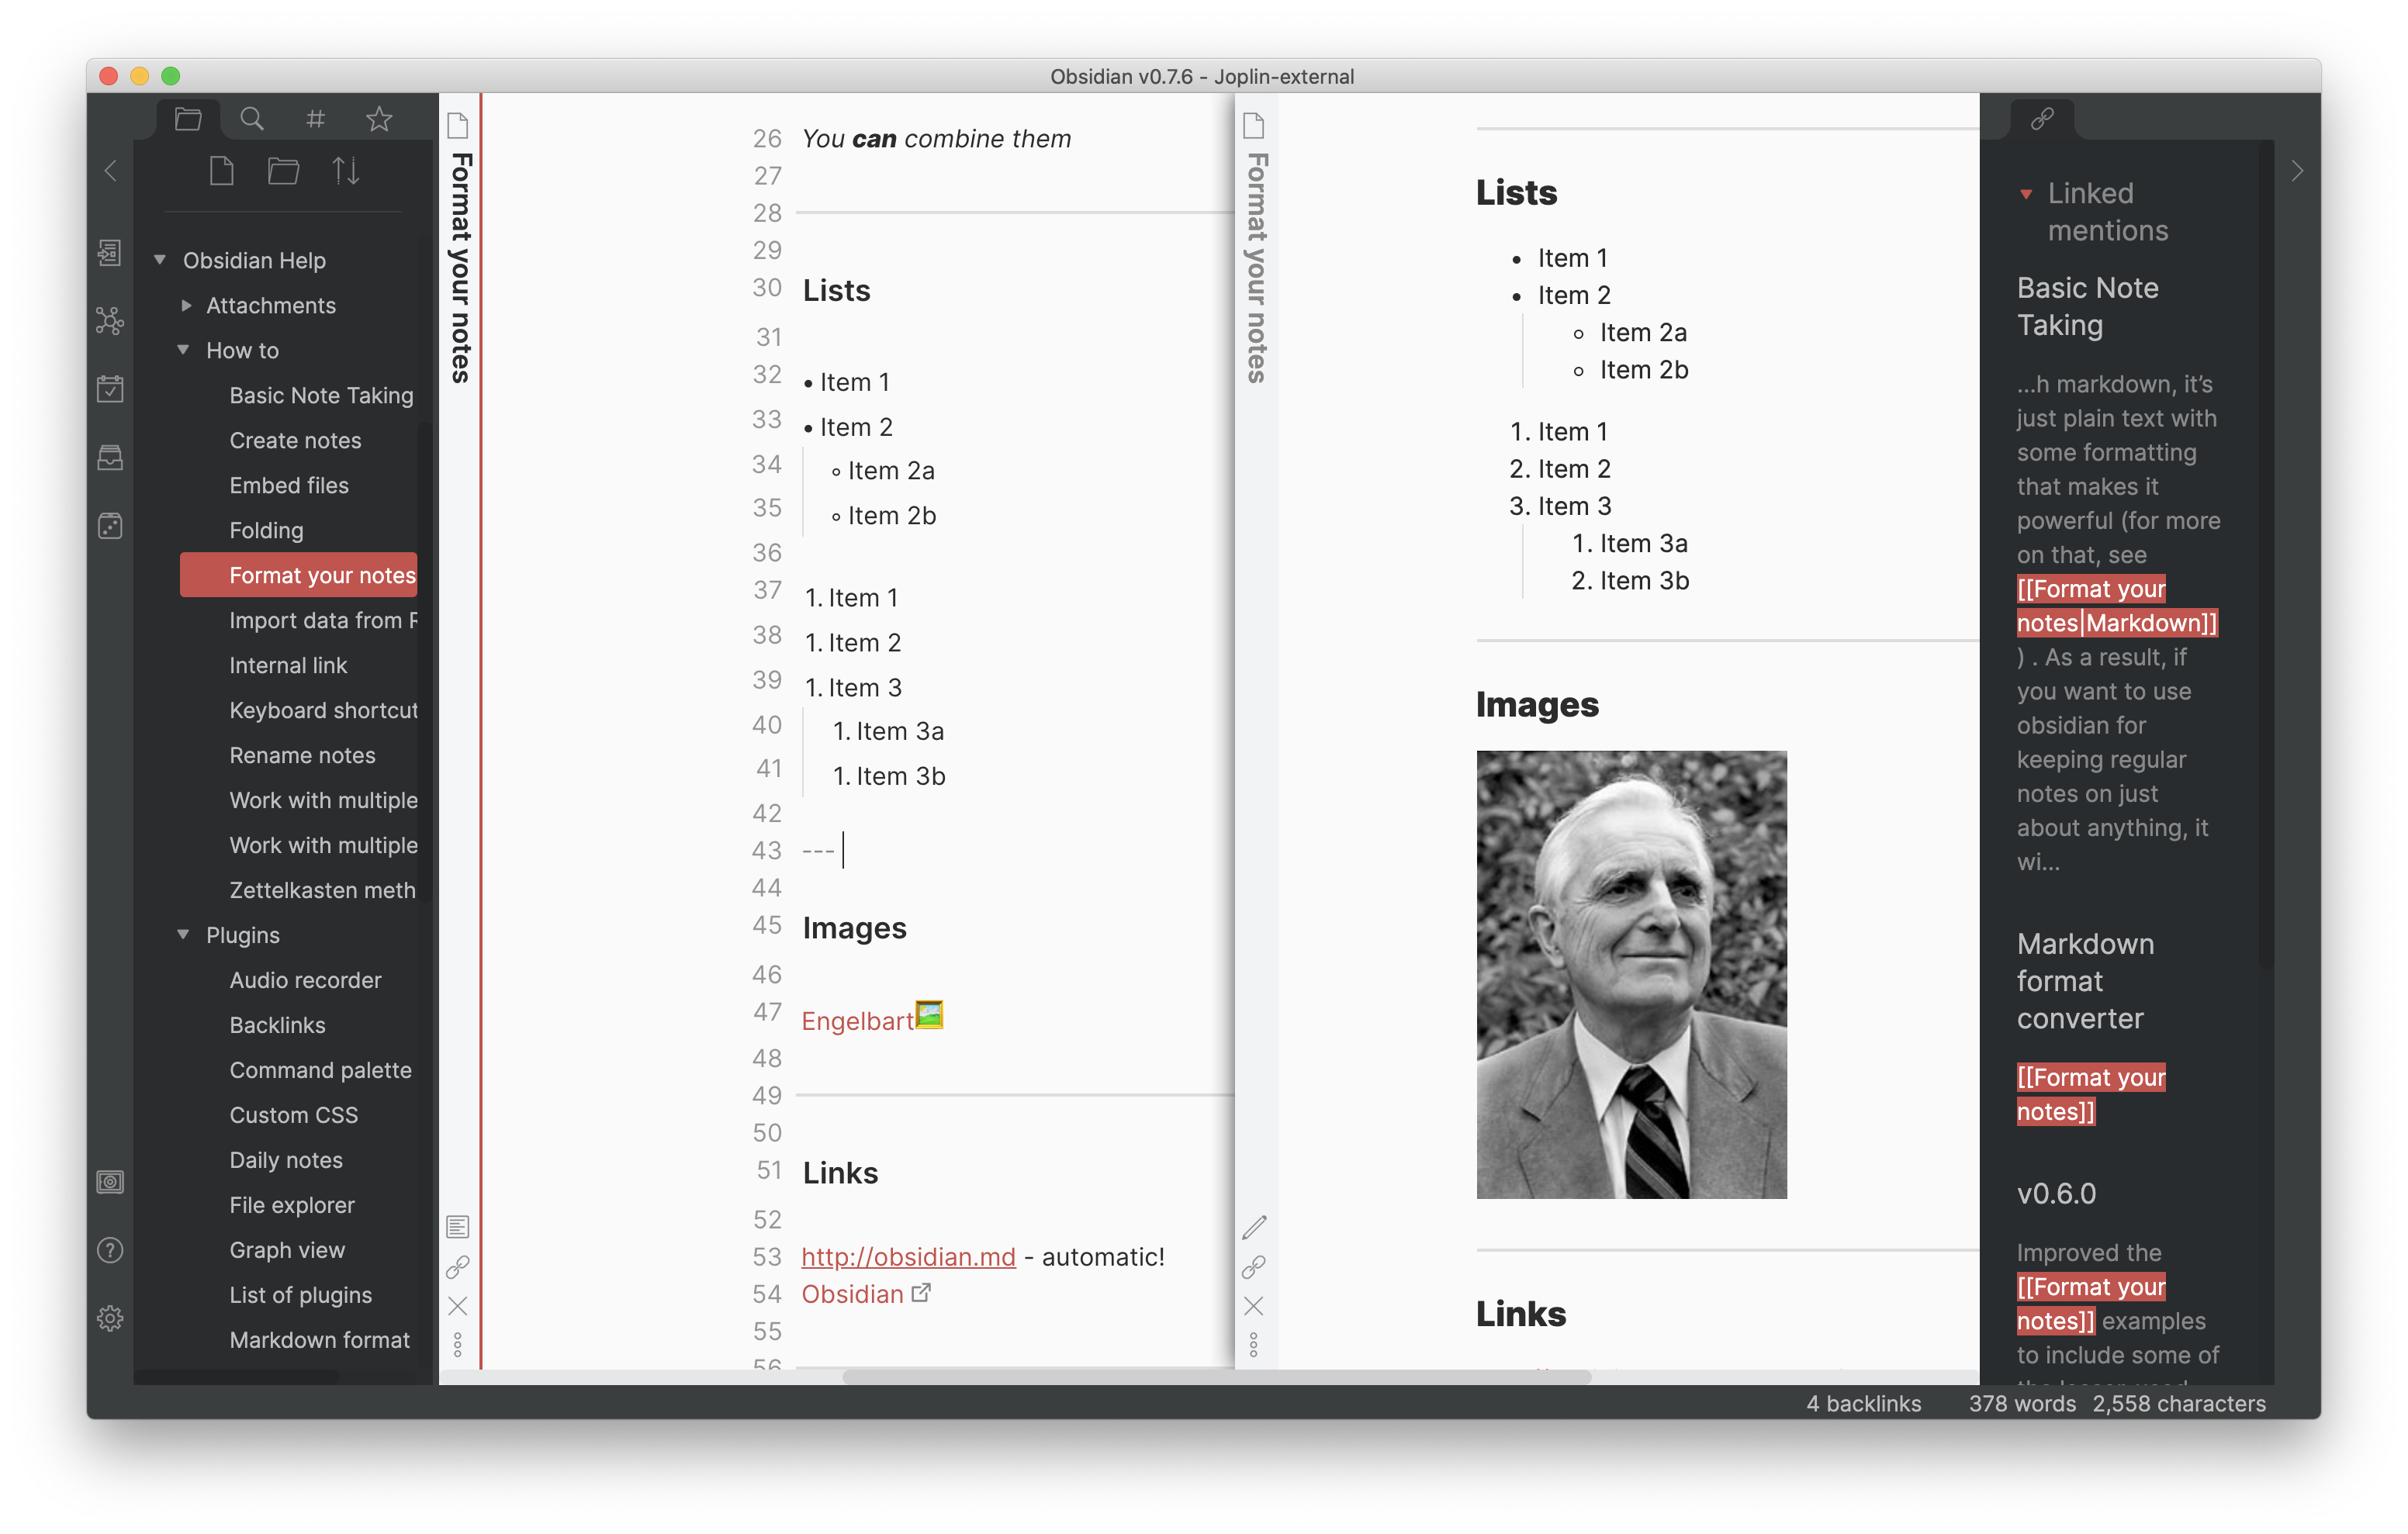 Obsidian v0.7.6 - Joplin-external
Obsidian Help
Attachments
How to
Basic Note Taking
Create notes
Embed files
Folding
Format your notes
Import data from
Internal link
Keyboard shortcut
Rename notes
Work with multiple
Work with multiple
Zettelkasten meth
Plugins
Audio recorder
Backlinks
Command palette
Custom CSS
Daily notes
File explorer
Graph view
List of plugins
Markdown format
Format your notes
26 You can combine them
27
28
29
30 Lists
31
32 • Item 1
33 • Item 2
34 ◦ Item 2a
35 ◦ Item 2b
36
37 1. Item 1
38 1. Item 2
39 1. Item 3
40 1. Item 3a
41 1. Item 3b
42
43 ---
44
45 Images
46
47 Engelbart
48
49
50
51 Links
52
53 http://obsidian.md - automatic!
54 Obsidian
55
56
Format your notes
Lists
• Item 1
• Item 2
◦ Item 2a
◦ Item 2b
1. Item 1
2. Item 2
3. Item 3
1. Item 3a
2. Item 3b
Images
Links
Linked
mentions
Basic Note
Taking
...h markdown, it's
just plain text with
some formatting
that makes it
powerful (for more
on that, see
[[Format your
notes|Markdown]]
) . As a result, if
you want to use
obsidian for
keeping regular
notes on just
about anything, it
wi...
Markdown
format
converter
[[Format your
notes]]
v0.6.0
Improved the
[[Format your
notes]] examples
to include some of
4 backlinks 378 words 2,558 characters